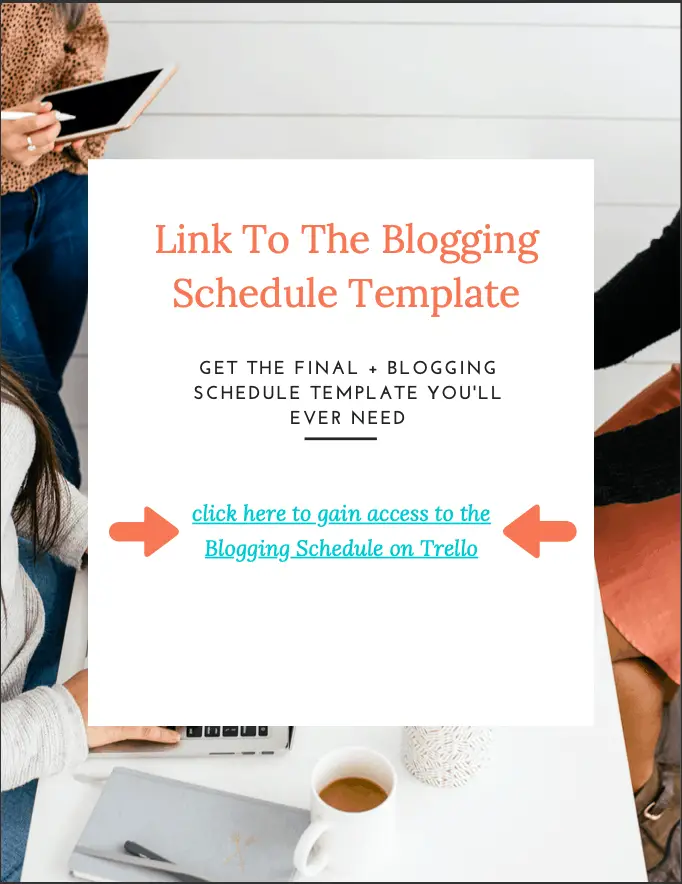 Link To The Blogging
Schedule Template
GET THE FINAL + BLOGGING
SCHEDULE TEMPLATE YOU'LL
EVER NEED
click here to gain access to the
Blogging Schedule on Trello